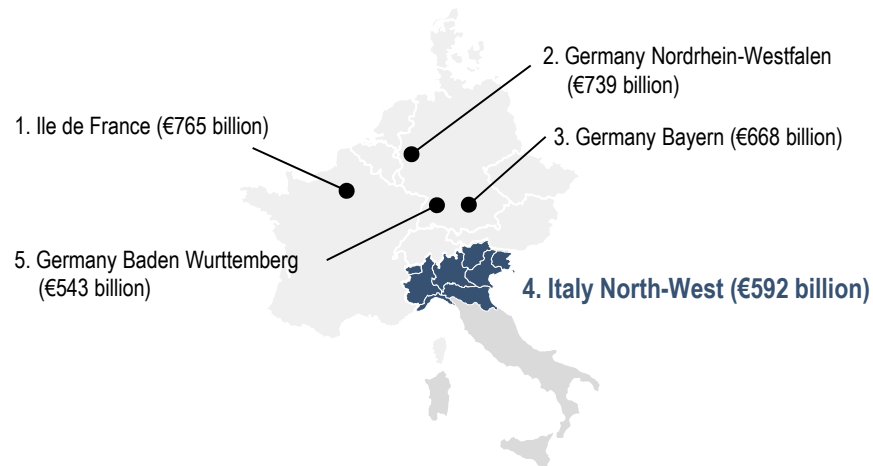 2. Germany Nordrhein-Westfalen
(€739 billion)
1. Ile de France (€765 billion)
3. Germany Bayern (€668 billion)
5. Germany Baden Wurttemberg
(€543 billion)
4. Italy North-West (€592 billion)